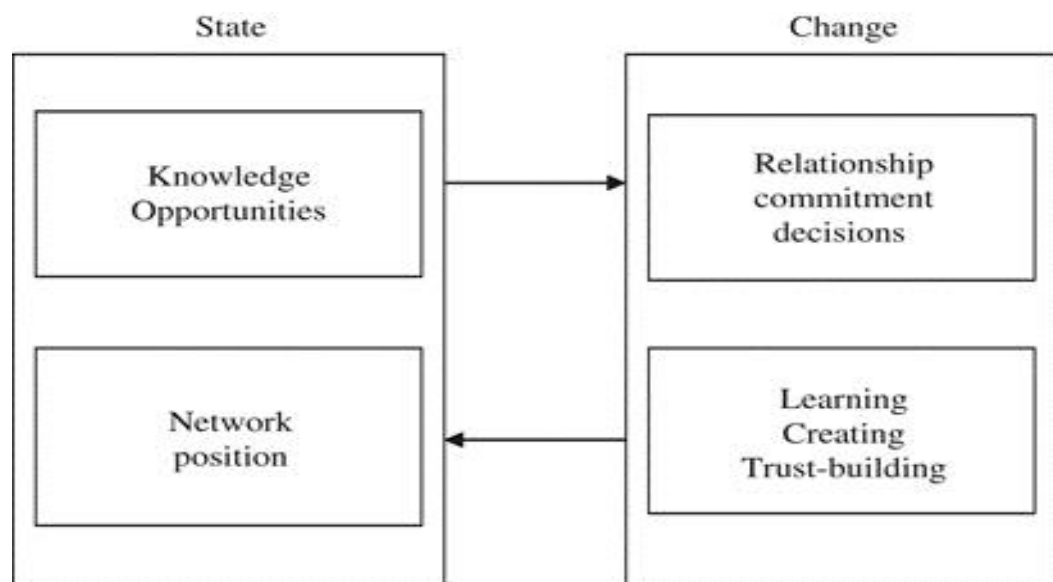 State
Change
Knowledge
Opportunities
Relationship
commitment
decisions
Network
position
Learning
Creating
Trust-building